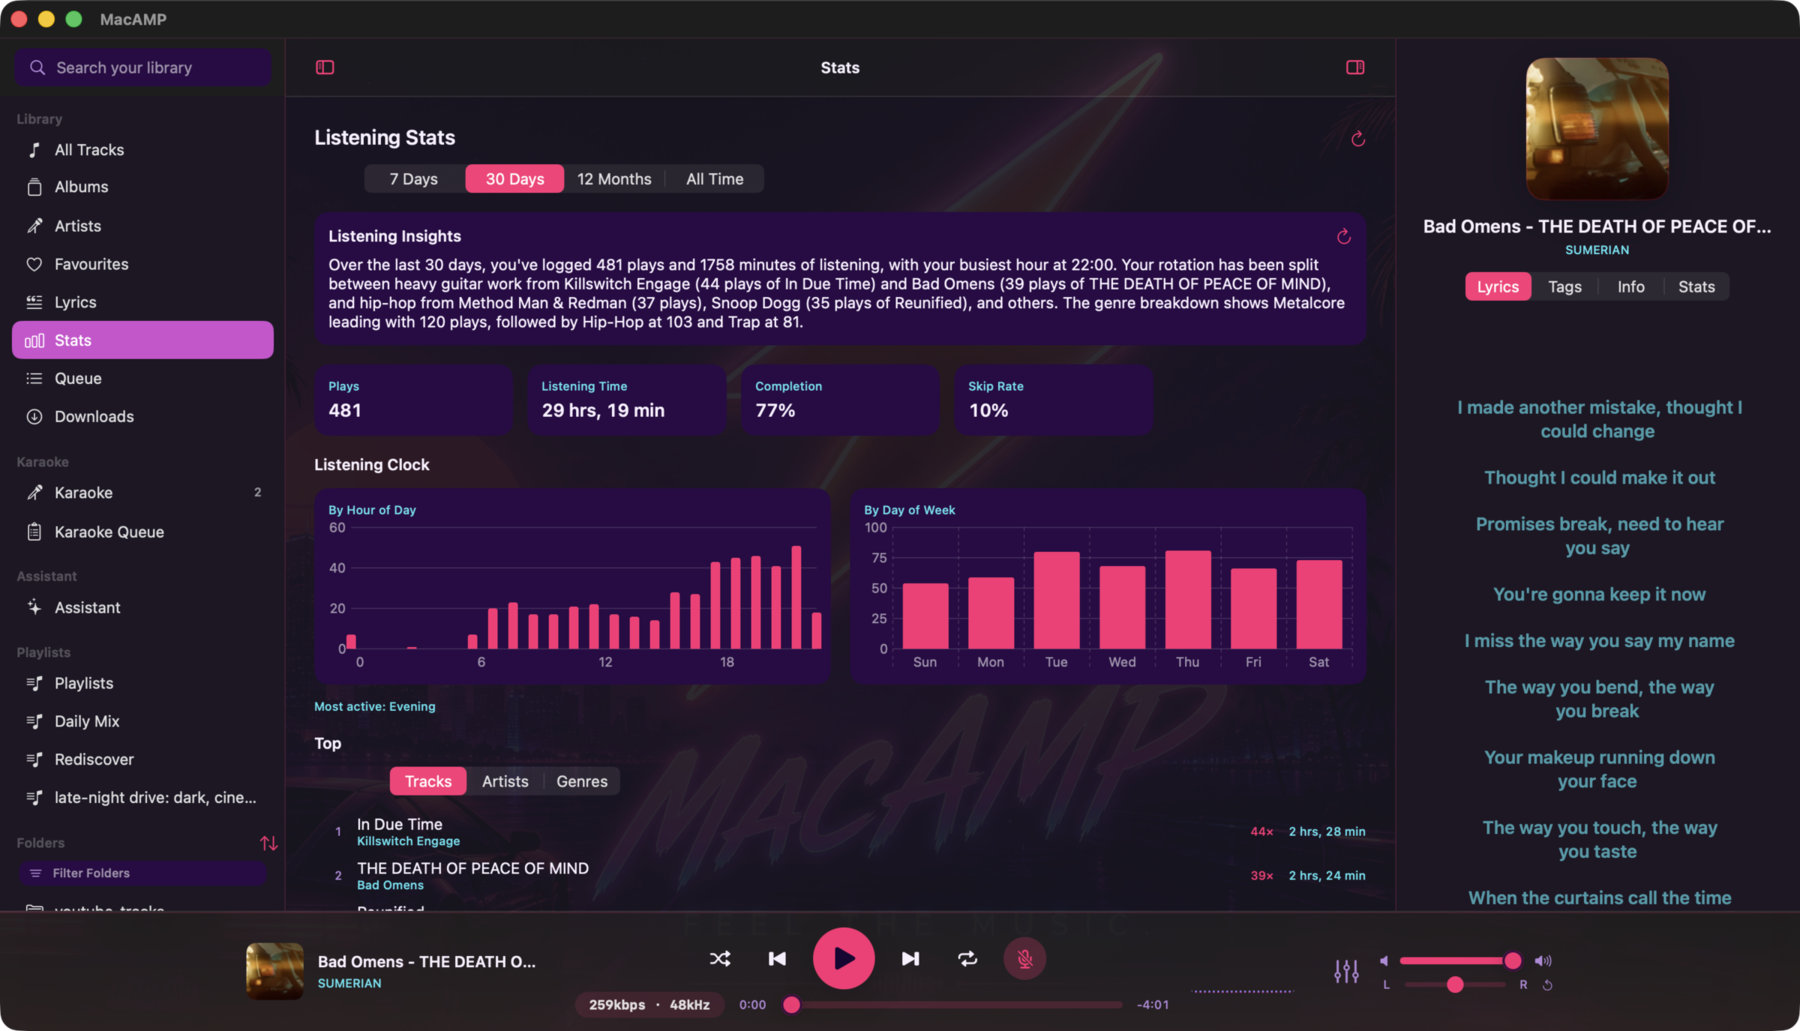 MacAMP
Search your library
Library
All Tracks
Albums
Artists
Favourites
Lyrics
Stats
Queue
Downloads
Karaoke
Karaoke 2
Karaoke Queue
Assistant
Assistant
Playlists
Playlists
Daily Mix
Rediscover
late-night drive: dark, cine...
Folders
Filter Folders
youtube-tracks
Stats
Listening Stats
7 Days 30 Days 12 Months All Time
Listening Insights
Over the last 30 days, you've logged 481 plays and 1758 minutes of listening, with your busiest hour at 22:00. Your rotation has been split
between heavy guitar work from Killswitch Engage (44 plays of In Due Time) and Bad Omens (39 plays of THE DEATH OF PEACE OF MIND),
and hip-hop from Method Man & Redman (37 plays), Snoop Dogg (35 plays of Reunified), and others. The genre breakdown shows Metalcore
leading with 120 plays, followed by Hip-Hop at 103 and Trap at 81.
Plays
481
Listening Time
29 hrs, 19 min
Completion
77%
Skip Rate
10%
Listening Clock
By Hour of Day
60
40
20
0
0 6 12 18
By Day of Week
100
75
50
25
0
Sun Mon Tue Wed Thu Fri Sat
Most active: Evening
Top
Tracks Artists Genres
1 In Due Time
Killswitch Engage
44× 2 hrs, 28 min
2 THE DEATH OF PEACE OF MIND
Bad Omens
39× 2 hrs, 24 min
Reunified
MACAMP
FEEL THE MUSIC
Bad Omens - THE DEATH OF PEACE OF...
SUMERIAN
Lyrics Tags Info Stats
I made another mistake, thought I
could change
Thought I could make it out
Promises break, need to hear
you say
You're gonna keep it now
I miss the way you say my name
The way you bend, the way
you break
Your makeup running down
your face
The way you touch, the way
you taste
When the curtains call the time
Bad Omens - THE DEATH O...
SUMERIAN
259kbps · 48kHz
0:00
-4:01
L R